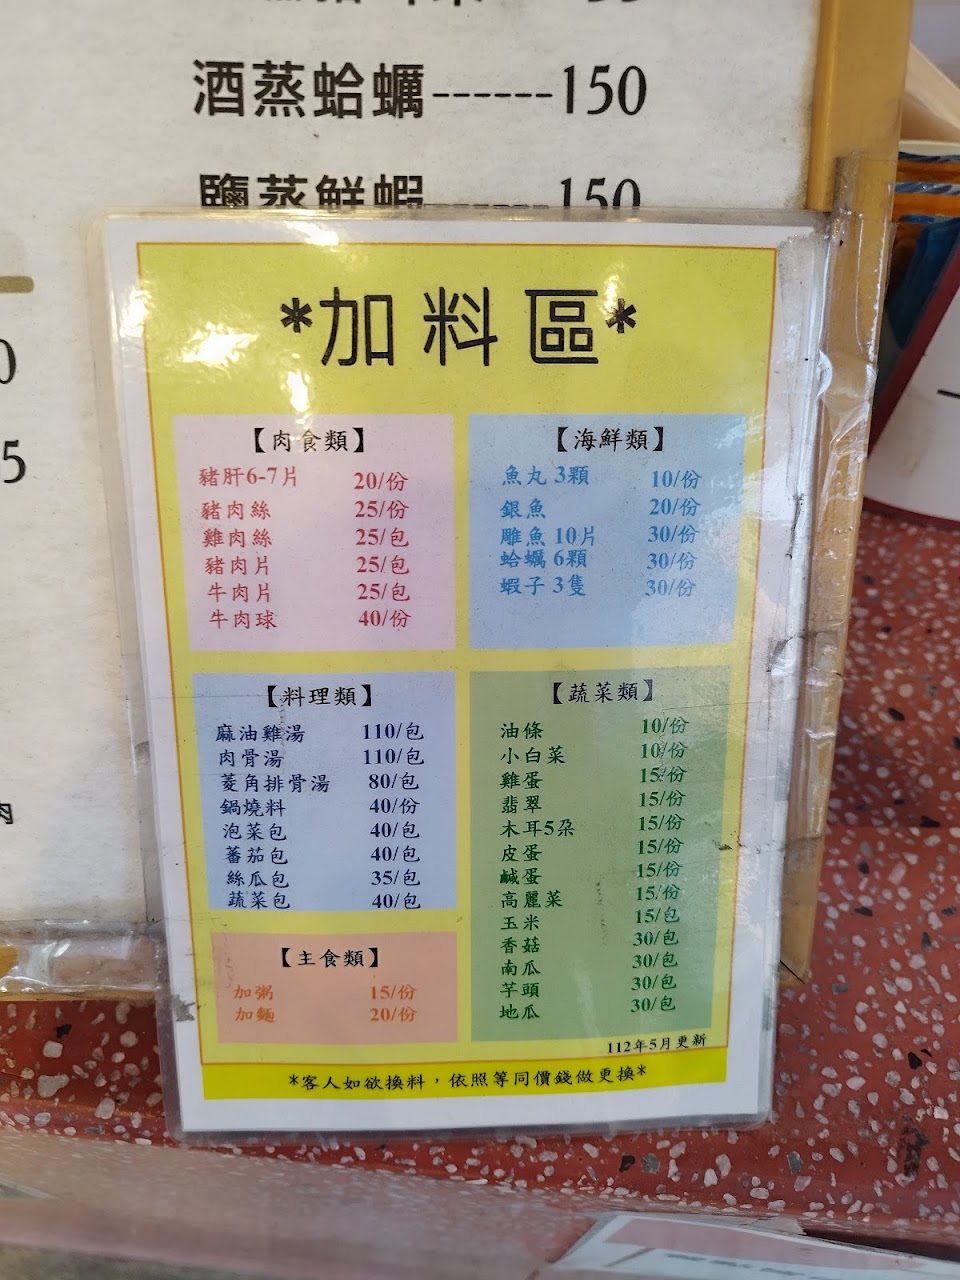 酒蒸蛤蠣------150
鹽蒸鮮蝦-------150
*加料區*
【肉食類】
豬肝6-7片 20/份
豬肉絲 25/份
雞肉絲 25/包
豬肉片 25/包
牛肉片 25/包
牛肉球 40/份
【海鮮類】
魚丸 3顆 10/份
銀魚 20/份
雕魚 10片 30/份
蛤蠣 6顆 30/份
蝦子 3隻 30/份
【料理類】
麻油雞湯 110/包
肉骨湯 110/包
菱角排骨湯 80/包
鍋燒料 40/份
泡菜包 40/包
蕃茄包 40/包
絲瓜包 35/包
蔬菜包 40/包
【蔬菜類】
油條 10/份
小白菜 10/份
雞蛋 15/份
翡翠 15/份
木耳5朵 15/份
皮蛋 15/份
鹹蛋 15/份
高麗菜 15/份
玉米 15/包
香菇 30/包
南瓜 30/包
芋頭 30/包
地瓜 30/包
【主食類】
加粥 15/份
加麵 20/份
112年5月更新
*客人如欲換料，依照等同價錢做更換*
0
5
肉